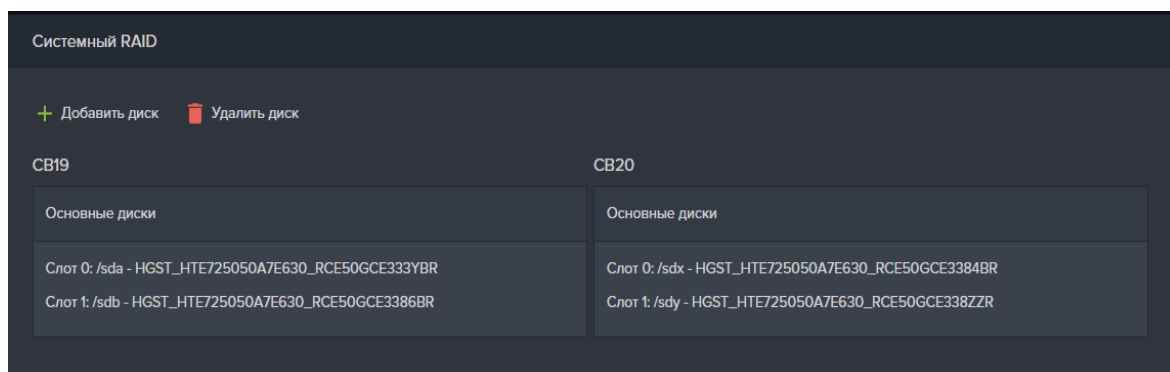 Системный RAID
Добавить диск
Удалить диск
CB19
CB20
Основные диски
Слот 0: /sda - HGST_HTE725050A7E630_RCE50GCE333YBR
Слот 1: /sdb - HGST_HTE725050A7E630_RCE50GCE3386BR
Основные диски
Слот 0: /sdx - HGST_HTE725050A7E630_RCE50GCE3384BR
Слот 1: /sdy - HGST_HTE725050A7E630_RCE50GCE338ZZR